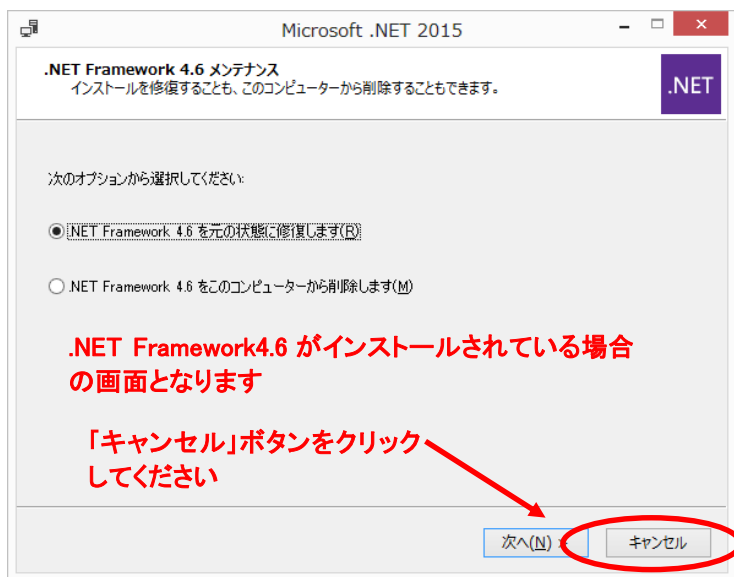 Microsoft .NET 2015
.NET Framework 4.6 メンテナンス
インストールを修復することも、このコンピューターから削除することもできます。
.NET
次のオプションから選択してください:
.NET Framework 4.6 を元の状態に修復します(R)
.NET Framework 4.6 をこのコンピューターから削除します(M)
.NET Framework4.6 がインストールされている場合
の画面となります
「キャンセル」ボタンをクリック
してください
次へ(N) >
キャンセル